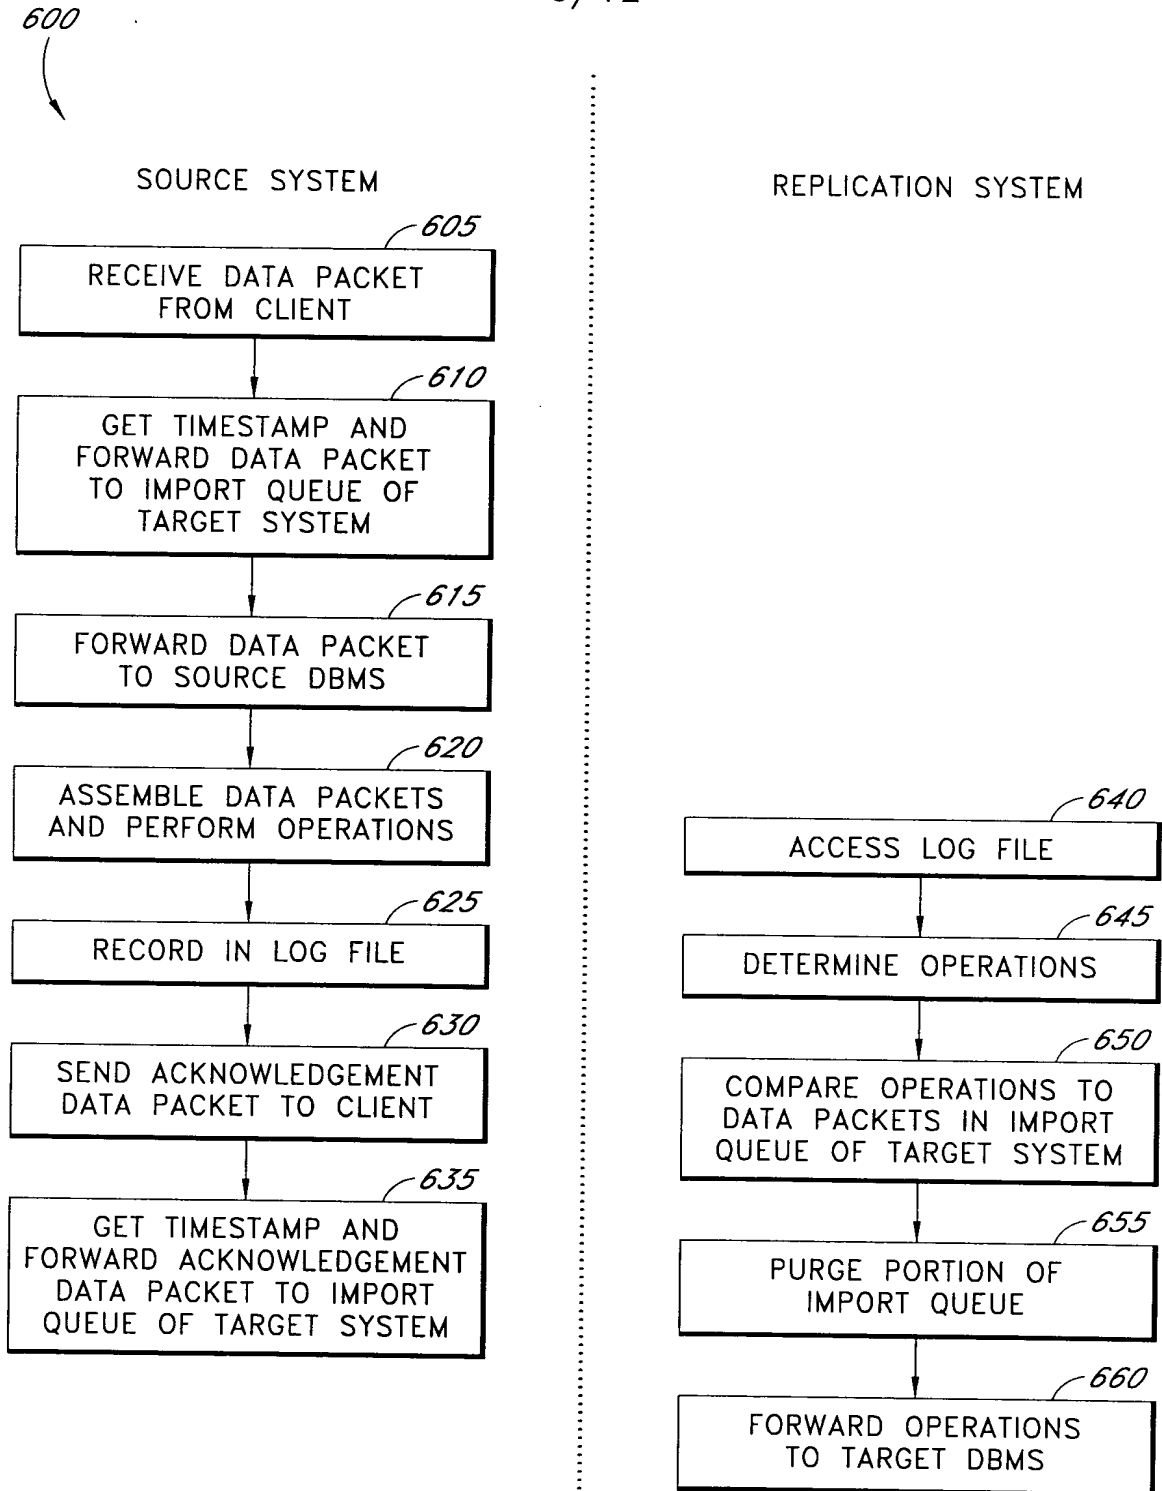 600
SOURCE SYSTEM
605
RECEIVE DATA PACKET
FROM CLIENT
610
GET TIMESTAMP AND
FORWARD DATA PACKET
TO IMPORT QUEUE OF
TARGET SYSTEM
615
FORWARD DATA PACKET
TO SOURCE DBMS
620
ASSEMBLE DATA PACKETS
AND PERFORM OPERATIONS
625
RECORD IN LOG FILE
630
SEND ACKNOWLEDGEMENT
DATA PACKET TO CLIENT
635
GET TIMESTAMP AND
FORWARD ACKNOWLEDGEMENT
DATA PACKET TO IMPORT
QUEUE OF TARGET SYSTEM
REPLICATION SYSTEM
640
ACCESS LOG FILE
645
DETERMINE OPERATIONS
650
COMPARE OPERATIONS TO
DATA PACKETS IN IMPORT
QUEUE OF TARGET SYSTEM
655
PURGE PORTION OF
IMPORT QUEUE
660
FORWARD OPERATIONS
TO TARGET DBMS